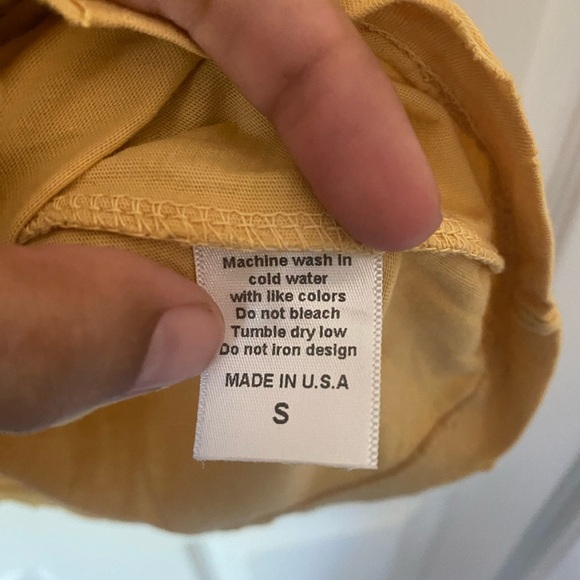 Machine wash in
cold water
with like colors
Do not bleach
Tumble dry low
Do not iron design
MADE IN U.S.A
S